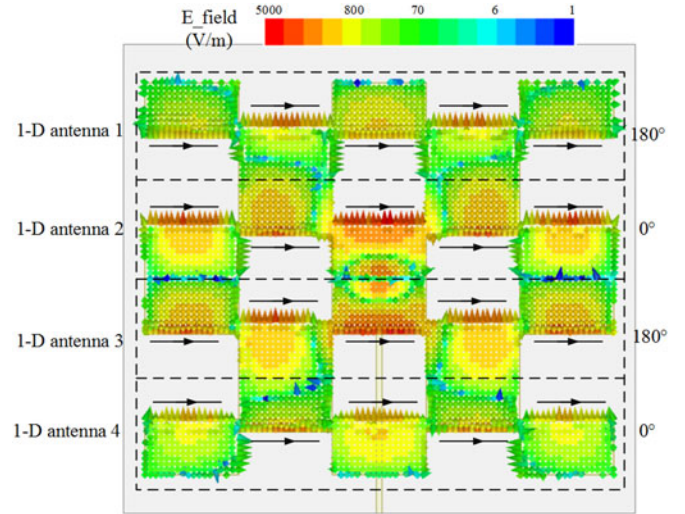 E_field
(V/m)
5000 800 70 6 1
1-D antenna 1
180°
1-D antenna 2
0°
1-D antenna 3
180°
1-D antenna 4
0°